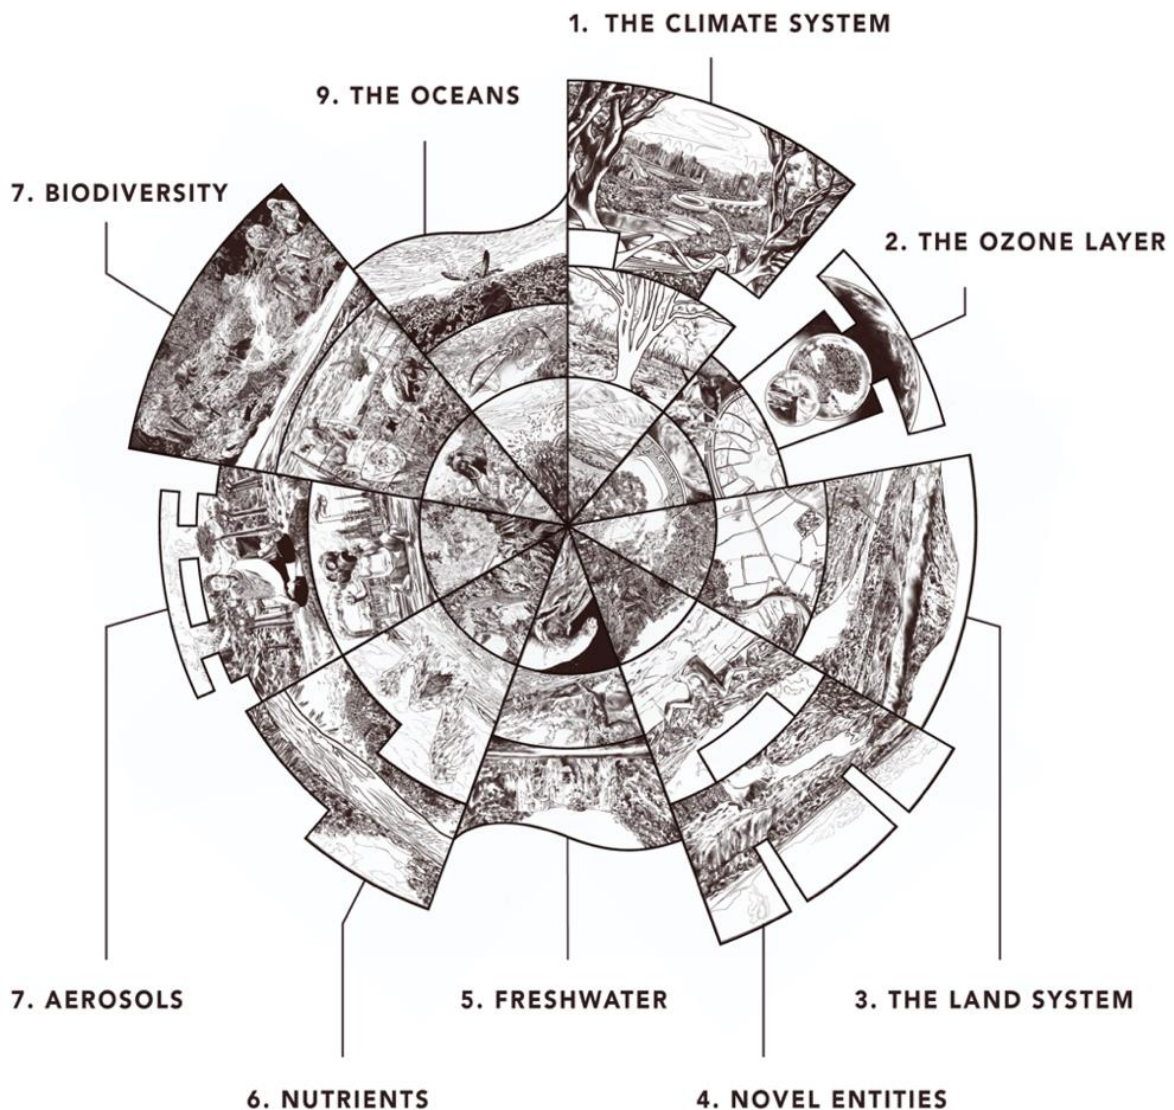 1. THE CLIMATE SYSTEM
9. THE OCEANS
7. BIODIVERSITY
2. THE OZONE LAYER
7. AEROSOLS
5. FRESHWATER
3. THE LAND SYSTEM
6. NUTRIENTS
4. NOVEL ENTITIES